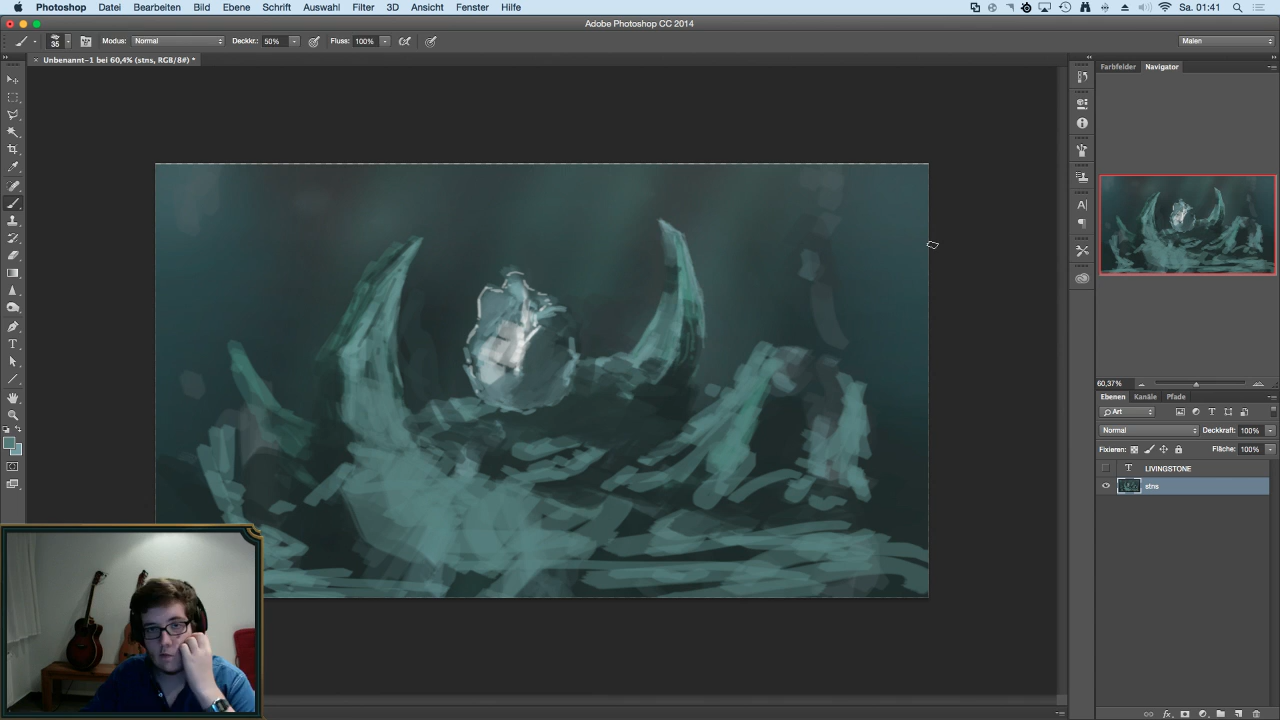 Photoshop Datei Bearbeiten Bild Ebene Schrift Auswahl Filter 3D Ansicht Fenster Hilfe Sa. 01:41
Adobe Photoshop CC 2014
35 Modus: Normal Deckkr.: 50% Fluss: 100% Malen
× Unbenannt-1 bei 60,4% (stns, RGB/8#) *
Farbfelder Navigator
60,37%
Ebenen Kanäle Pfade
Art
Normal Deckkraft: 100%
Fixieren: Fläche: 100%
LIVINGSTONE
stns